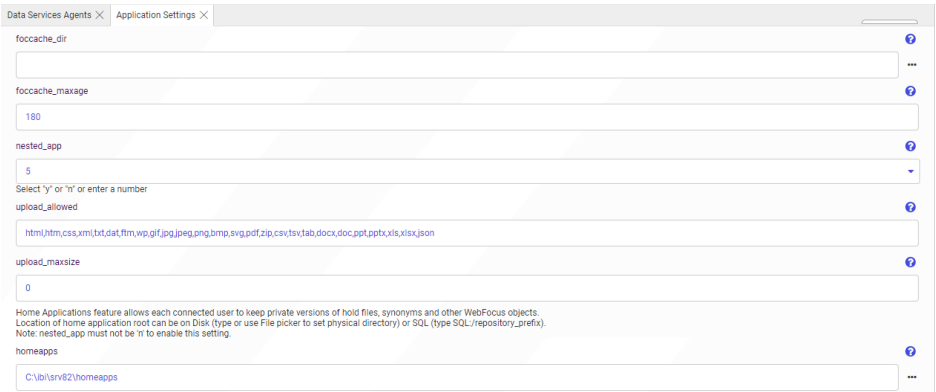 Data Services Agents
Application Settings
foccache_dir
foccache_maxage
180
nested_app
5
Select "y" or "n" or enter a number
upload_allowed
html,htm,css,xml,txt,dat,ftm,wp,gif,jpg,jpeg,png,bmp,svg,pdf,zip,csv,tsv,tab,docx,doc,ppt,pptx,xls,xlsx,json
upload_maxsize
0
Home Applications feature allows each connected user to keep private versions of hold files, synonyms and other WebFocus objects.
Location of home application root can be on Disk (type or use File picker to set physical directory) or SQL (type SQL:/repository_prefix).
Note: nested_app must not be 'n' to enable this setting.
homeapps
C:\ibi\srv82\homeapps